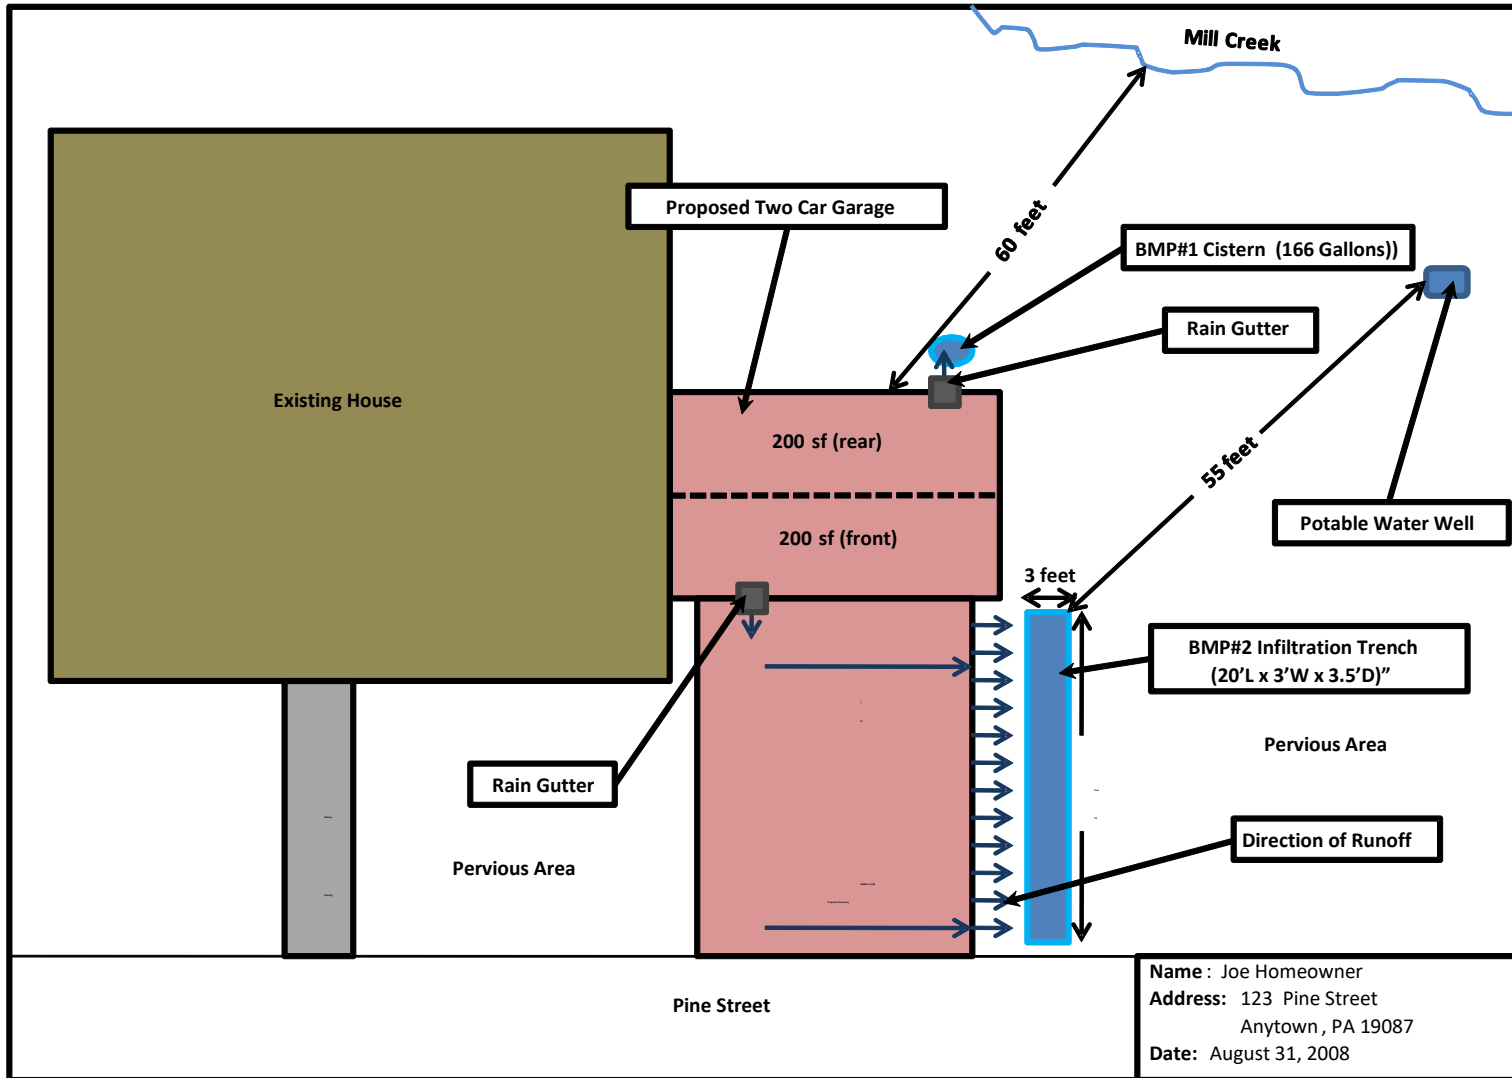 Mill Creek
Proposed Two Car Garage
60 feet
BMP#1 Cistern (166 Gallons))
Rain Gutter
Existing House
200 sf (rear)
55 feet
Potable Water Well
200 sf (front)
3 feet
BMP#2 Infiltration Trench
(20’L x 3’W x 3.5’D)”
Pervious Area
Rain Gutter
Direction of Runoff
Pervious Area
Pine Street
Name : Joe Homeowner
Address: 123 Pine Street
Anytown , PA 19087
Date: August 31, 2008